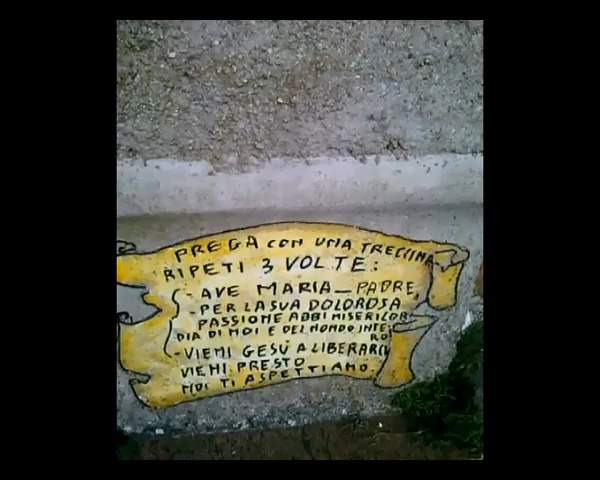 PREGA CON UNA TRECCINA
RIPETI 3 VOLTE:
- AVE MARIA - PADRE,
- PER LA SUA DOLOROSA
PASSIONE ABBI MISERICOR
DIA DI NOI E DEL MONDO INTE
RO
- VIENI GESÙ A LIBERARCI
VIENI PRESTO
NOI TI ASPETTIAMO.